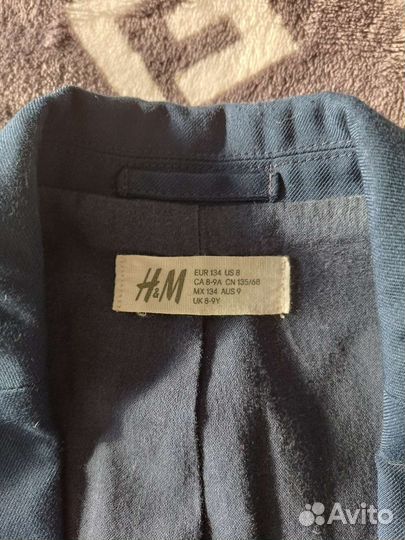 H&M
EUR 134 US 8
CA 8-9A CN 135/68
MX 134 AUS 9
UK 8-9Y
Avito